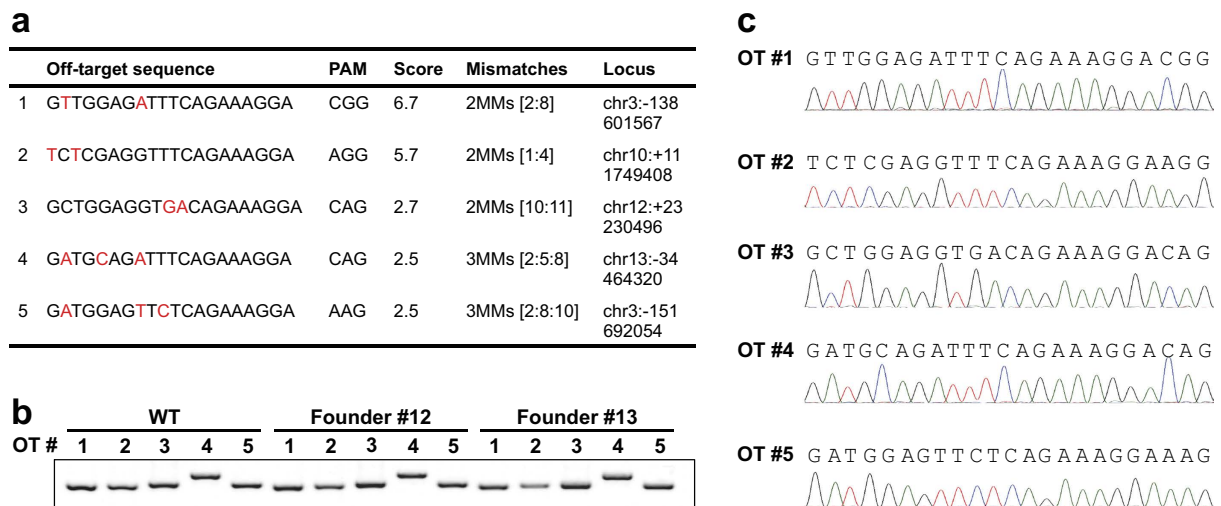 a
Off-target sequence PAM Score Mismatches Locus
1 GTTGGAGATTTCAGAAAGGA CGG 6.7 2MMs [2:8] chr3:-138
601567
2 TCTCGAGGTTTCAGAAAGGA AGG 5.7 2MMs [1:4] chr10:+11
1749408
3 GCTGGAGGTGACAGAAAGGA CAG 2.7 2MMs [10:11] chr12:+23
230496
4 GATGCAGATTTCAGAAAGGA CAG 2.5 3MMs [2:5:8] chr13:-34
464320
5 GATGGAGTTCTCAGAAAGGA AAG 2.5 3MMs [2:8:10] chr3:-151
692054
b
WT Founder #12 Founder #13
OT # 1 2 3 4 5 1 2 3 4 5 1 2 3 4 5
c
OT #1 GTTGGAGATTTCAGAAAGGACGG
OT #2 TCTCGAGGTTTCAGAAAGGAAGG
OT #3 GCTGGAGGTGACAGAAAGGACAG
OT #4 GATGCAGATTTCAGAAAGGACAG
OT #5 GATGGAGTTCTCAGAAAGGAAAG